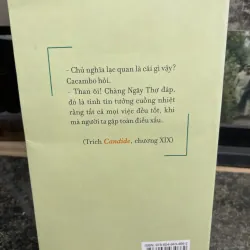 - Chủ nghĩa lạc quan là cái gì vậy?
Cacambo hỏi.
- Than ôi! Chàng Ngây Thơ đáp,
đó là tính tin tưởng cuồng nhiệt
rằng tất cả mọi việc đều tốt, khi
mà người ta gặp toàn điều xấu.
(Trích Candide, chương XIX)